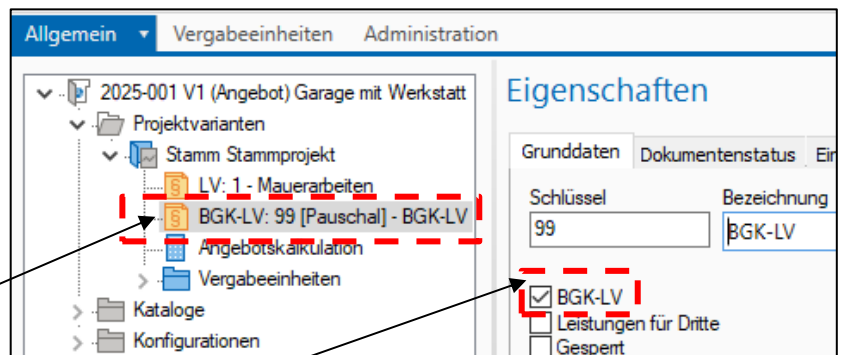 Allgemein Vergabeeinheiten Administration
2025-001 V1 (Angebot) Garage mit Werkstatt
Projektvarianten
Stamm Stammprojekt
LV: 1 - Mauerarbeiten
BGK-LV: 99 [Pauschal] - BGK-LV
Angebotskalkulation
Vergabeeinheiten
Kataloge
Konfigurationen
Eigenschaften
Grunddaten Dokumentenstatus Ein
Schlüssel Bezeichnung
99 BGK-LV
BGK-LV
Leistungen für Dritte
Gesperrt